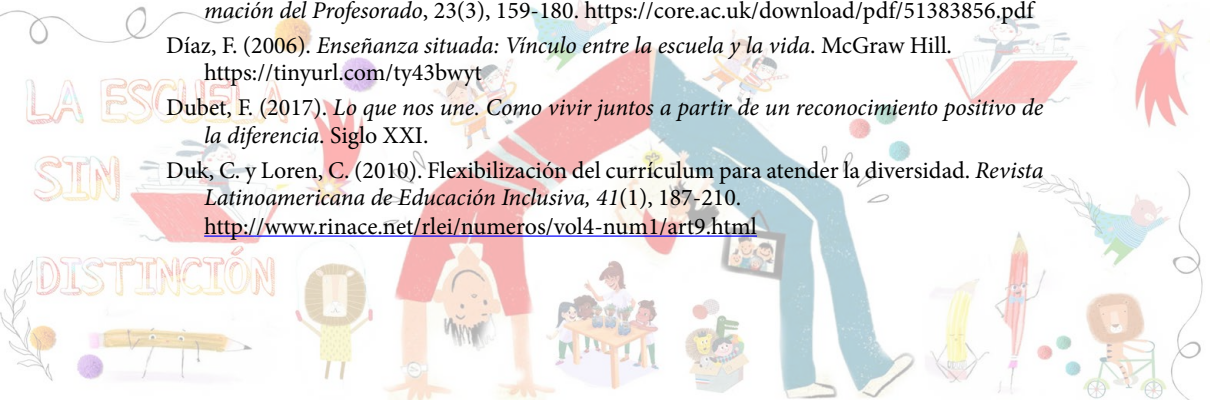 mación del Profesorado, 23(3), 159-180. https://core.ac.uk/download/pdf/51383856.pdf
Díaz, F. (2006). Enseñanza situada: Vínculo entre la escuela y la vida. McGraw Hill.
https://tinyurl.com/ty43bwyt
Dubet, F. (2017). Lo que nos une. Como vivir juntos a partir de un reconocimiento positivo de
la diferencia. Siglo XXI.
Duk, C. y Loren, C. (2010). Flexibilización del currículum para atender la diversidad. Revista
Latinoamericana de Educación Inclusiva, 41(1), 187-210.
http://www.rinace.net/rlei/numeros/vol4-num1/art9.html
LA ESCUELA
SIN
DISTINCIÓN